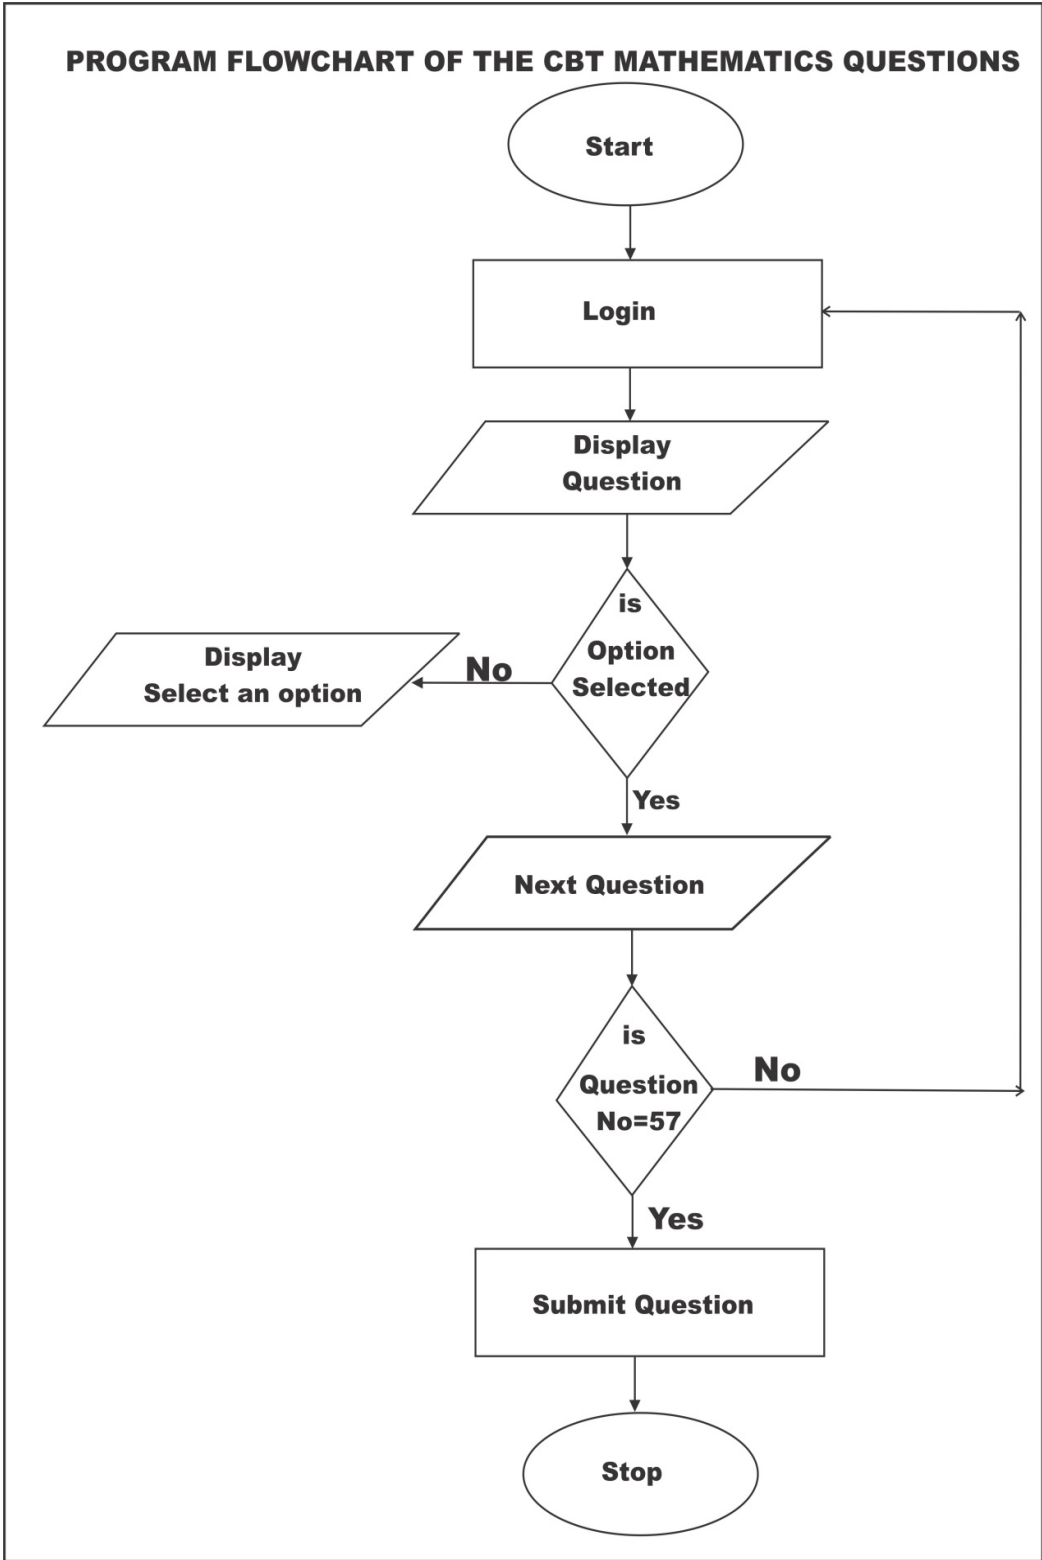 PROGRAM FLOWCHART OF THE CBT MATHEMATICS QUESTIONS
Start
Login
Display
Question
is
Option
Selected
No
Display
Select an option
Yes
Next Question
is
Question
No=57
No
Yes
Submit Question
Stop